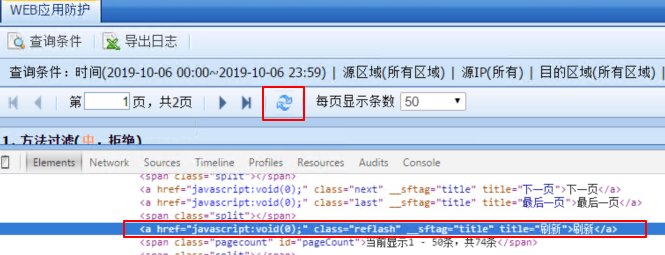 WEB应用防护
查询条件 导出日志
查询条件：时间(2019-10-06 00:00~2019-10-06 23:59) | 源区域(所有区域) | 源IP(所有) | 目的区域(所有区域) |
第 1 页，共2页 每页显示条数 50
1. 方法过滤(中, 拒绝)
Elements Network Sources Timeline Profiles Resources Audits Console
<span class="split"></span>
<a href="javascript:void(0);" class="next" __sftag="title" title="下一页">下一页</a>
<a href="javascript:void(0);" class="last" __sftag="title" title="最后一页">最后一页</a>
<span class="split"></span>
<a href="javascript:void(0);" class="reflash" __sftag="title" title="刷新">刷新</a>
<span class="pagecount" id="pageCount">当前显示1 - 50条，共74条</span>
<span class="split"></span>